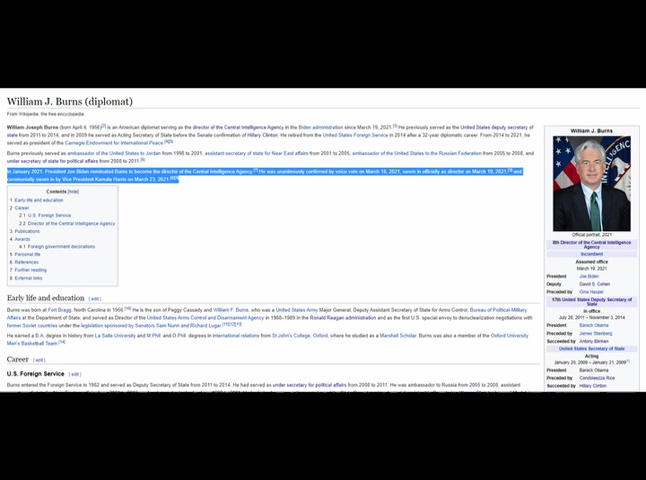 William J. Burns (diplomat)
From Wikipedia, the free encyclopedia
William Joseph Burns (born April 4, 1956)[2] is an American diplomat serving as the director of the Central Intelligence Agency in the Biden administration since March 19, 2021.[3] He previously served as the United States deputy secretary of
state from 2011 to 2014, and in 2009 he served as Acting Secretary of State before the Senate confirmation of Hillary Clinton. He retired from the United States Foreign Service in 2014 after a 32-year diplomatic career. From 2014 to 2021, he
served as president of the Carnegie Endowment for International Peace.[4][5]
Burns previously served as ambassador of the United States to Jordan from 1998 to 2001, assistant secretary of state for Near East affairs from 2001 to 2005, ambassador of the United States to the Russian Federation from 2005 to 2008, and
under secretary of state for political affairs from 2008 to 2011.[6]
In January 2021, President Joe Biden nominated Burns to become the director of the Central Intelligence Agency.[7] He was unanimously confirmed by voice vote on March 18, 2021, sworn in officially as director on March 19, 2021,[3] and
ceremonially sworn in by Vice President Kamala Harris on March 23, 2021.[8][9]
Contents [hide]
1 Early life and education
2 Career
2.1 U.S. Foreign Service
2.2 Director of the Central Intelligence Agency
3 Publications
4 Awards
4.1 Foreign government decorations
5 Personal life
6 References
7 Further reading
8 External links
Early life and education [ edit ]
Burns was born at Fort Bragg, North Carolina in 1956.[10] He is the son of Peggy Cassady and William F. Burns, who was a United States Army Major General, Deputy Assistant Secretary of State for Arms Control, Bureau of Political-Military
Affairs at the Department of State, and served as Director of the United States Arms Control and Disarmament Agency in 1988–1989 in the Ronald Reagan administration and as the first U.S. special envoy to denuclearization negotiations with
former Soviet countries under the legislation sponsored by Senators Sam Nunn and Richard Lugar.[11][12][13]
He earned a B.A. degree in history from La Salle University and M.Phil. and D.Phil. degrees in International relations from St John's College, Oxford, where he studied as a Marshall Scholar. Burns was also a member of the Oxford University
Men's Basketball Team.[14]
Career [ edit ]
U.S. Foreign Service [ edit ]
Burns entered the Foreign Service in 1982 and served as Deputy Secretary of State from 2011 to 2014. He had served as under secretary for political affairs from 2008 to 2011. He was ambassador to Russia from 2005 to 2008, assistant
William J. Burns
Official portrait, 2021
8th Director of the Central Intelligence
Agency
Incumbent
Assumed office
March 19, 2021
President Joe Biden
Deputy David S. Cohen
Preceded by Gina Haspel
17th United States Deputy Secretary of
State
In office
July 28, 2011 – November 3, 2014
President Barack Obama
Preceded by James Steinberg
Succeeded by Antony Blinken
United States Secretary of State
Acting
January 20, 2009 – January 21, 2009[1]
President Barack Obama
Preceded by Condoleezza Rice
Succeeded by Hillary Clinton